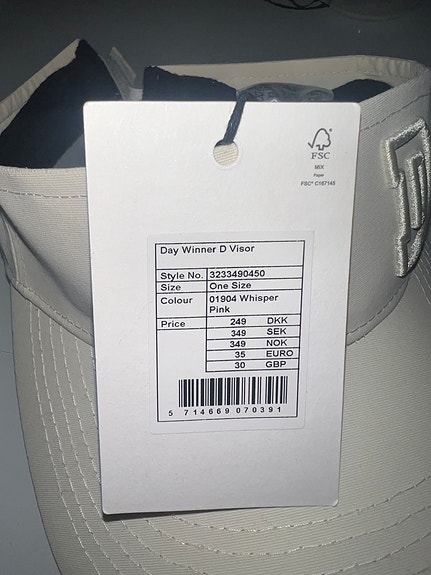 FSC
MIX
Paper
FSC® C167145
Day Winner D Visor
Style No. 3233490450
Size One Size
Colour 01904 Whisper
Pink
Price 249 DKK
349 SEK
349 NOK
35 EURO
30 GBP
5 714669 070391
D